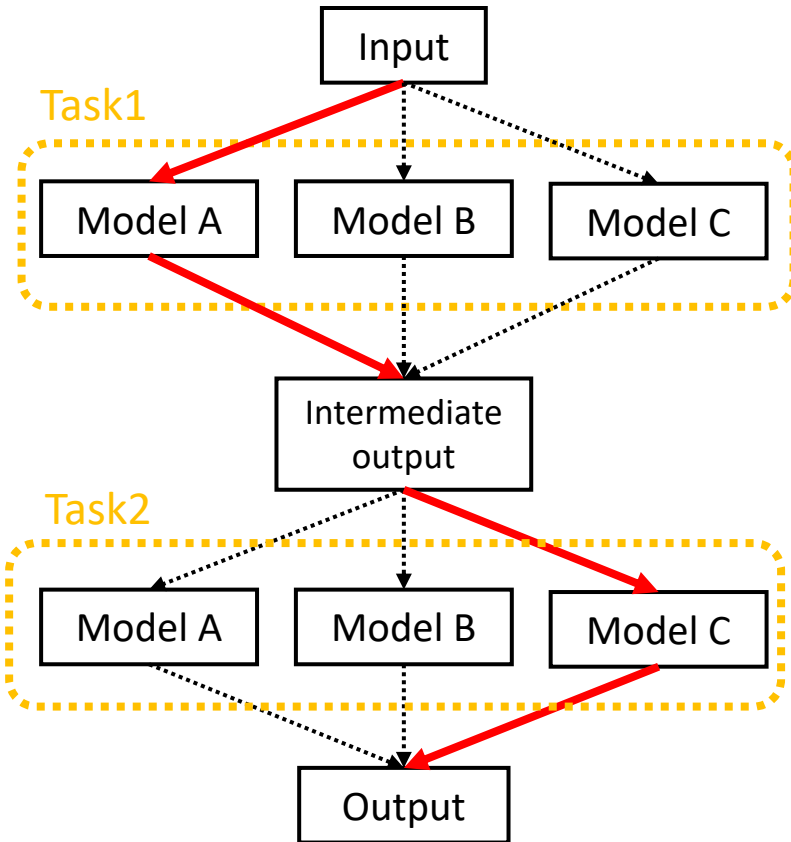 Input
Task1
Model A
Model B
Model C
Intermediate
output
Task2
Model A
Model B
Model C
Output